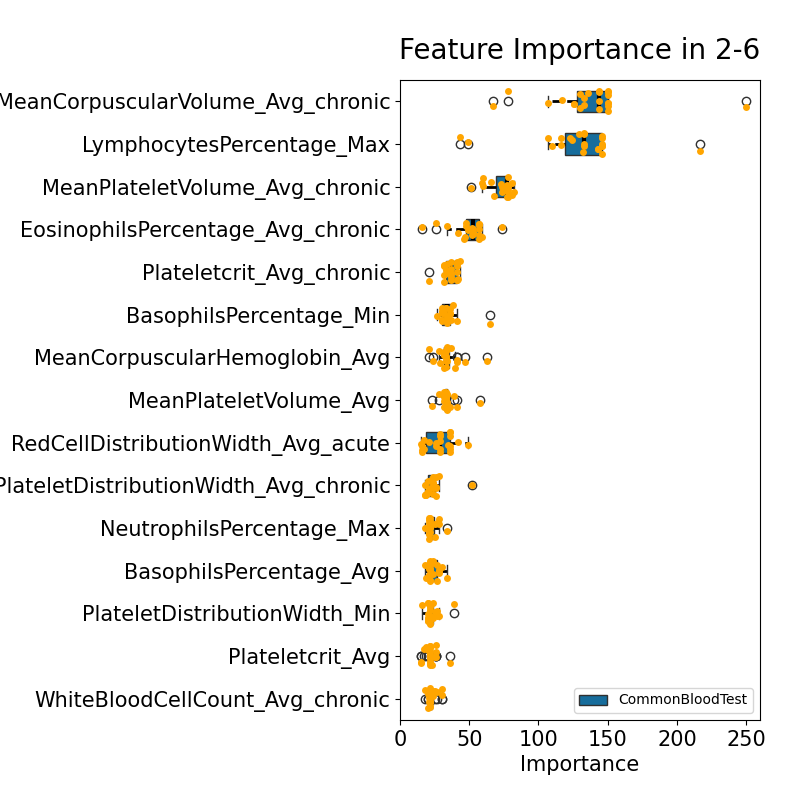 Feature Importance in 2-6
MeanCorpuscularVolume_Avg_chronic
LymphocytesPercentage_Max
MeanPlateletVolume_Avg_chronic
EosinophilsPercentage_Avg_chronic
Plateletcrit_Avg_chronic
BasophilsPercentage_Min
MeanCorpuscularHemoglobin_Avg
MeanPlateletVolume_Avg
RedCellDistributionWidth_Avg_acute
PlateletDistributionWidth_Avg_chronic
NeutrophilsPercentage_Max
BasophilsPercentage_Avg
PlateletDistributionWidth_Min
Plateletcrit_Avg
WhiteBloodCellCount_Avg_chronic
CommonBloodTest
0 50 100 150 200 250
Importance